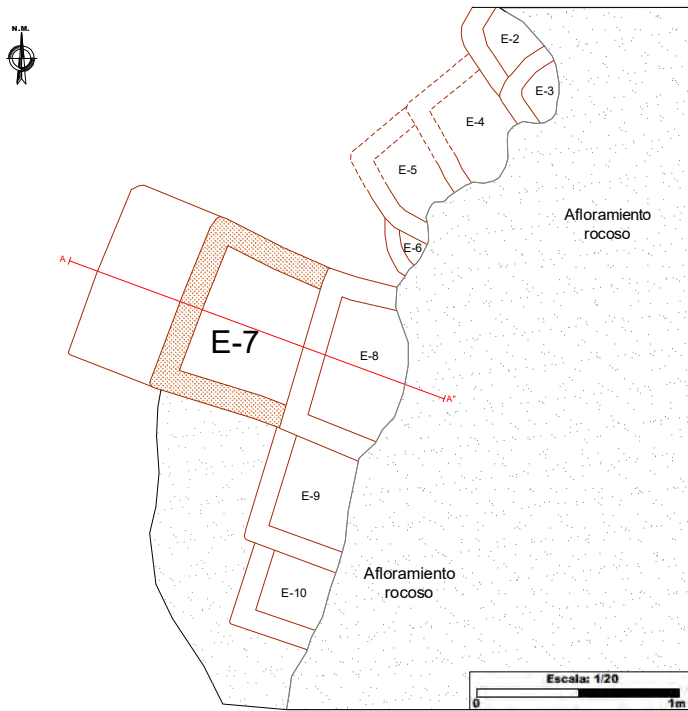 N.M.
E-2
E-3
E-4
E-5
E-6
Afloramiento
rocoso
A
E-7
E-8
A"
E-9
E-10
Afloramiento
rocoso
Escala: 1/20
0 1m